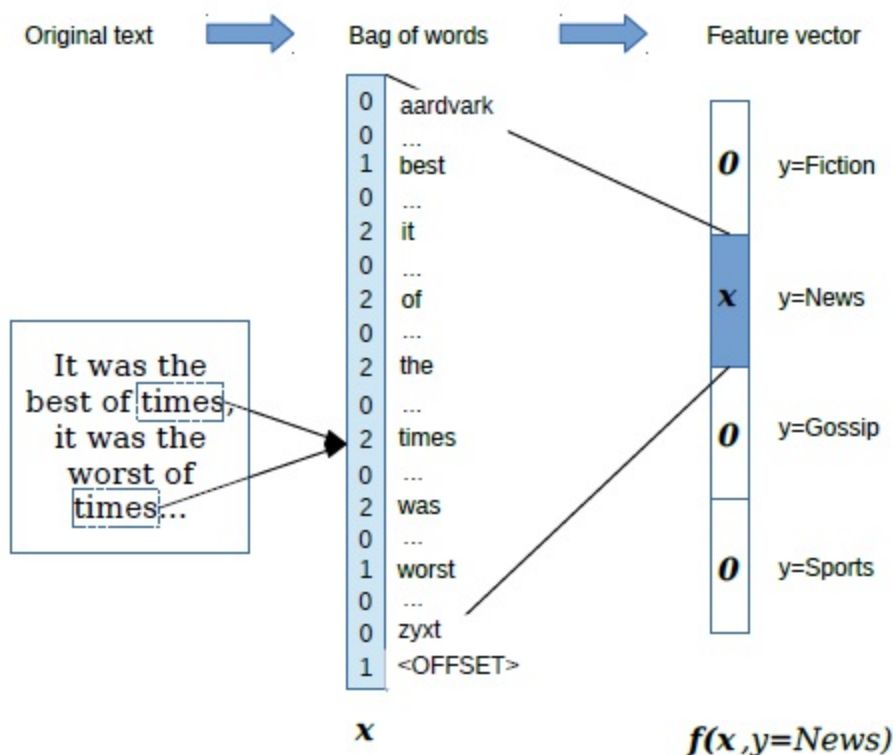 Original text
Bag of words
Feature vector
It was the
best of times,
it was the
worst of
times...
0 aardvark
0 ...
1 best
0 ...
2 it
0 ...
2 of
0 ...
2 the
0 ...
2 times
0 ...
2 was
0 ...
1 worst
0 ...
0 zyxt
1 <OFFSET>
x
0 y=Fiction
x y=News
0 y=Gossip
0 y=Sports
f(x,y=News)